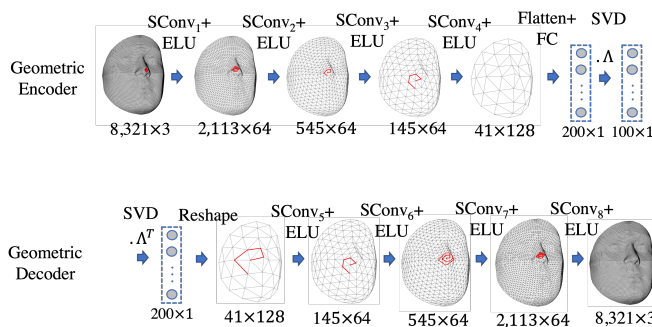 SConv₁+ ELU
SConv₂+ ELU
SConv₃+ ELU
SConv₄+ ELU
Flatten+ FC
SVD
. Λ
Geometric
Encoder
8,321×3
2,113×64
545×64
145×64
41×128
200×1
100×1
SVD
. Λᵀ
Reshape
SConv₅+ ELU
SConv₆+ ELU
SConv₇+ ELU
SConv₈+ ELU
Geometric
Decoder
200×1
41×128
145×64
545×64
2,113×64
8,321×3